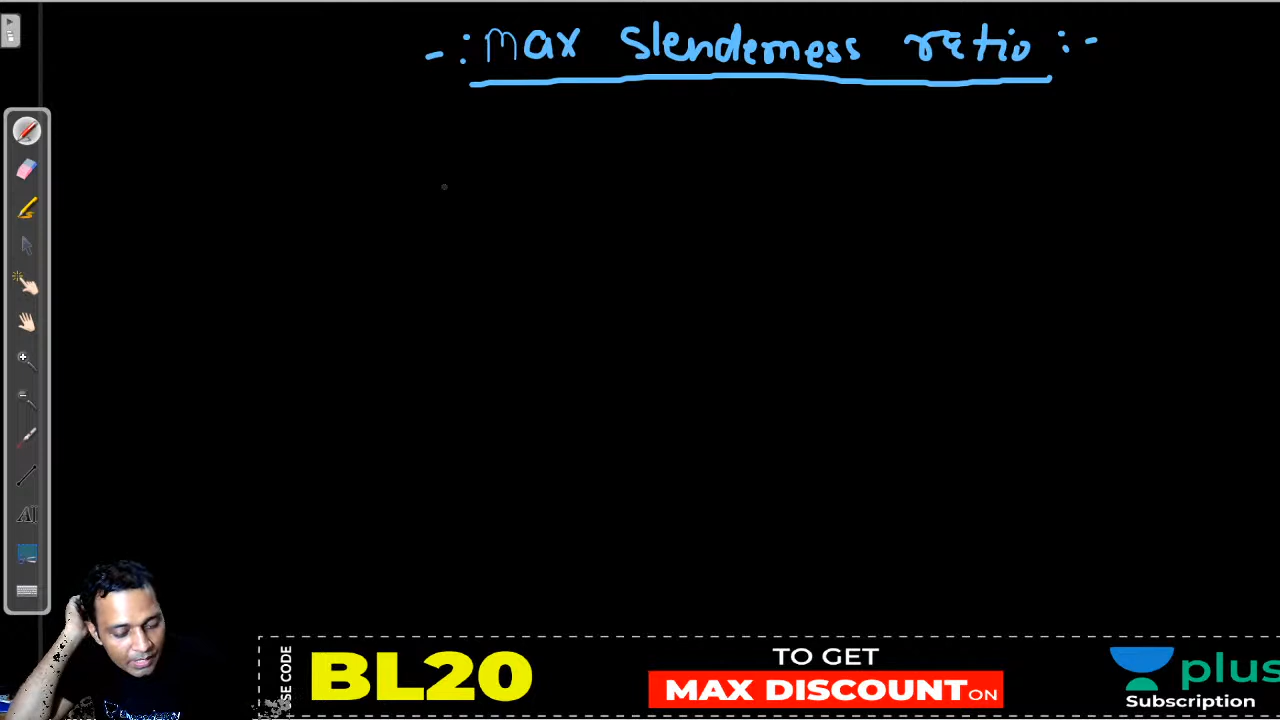 -: Max Slenderness ratio :-
USE CODE
BL20
TO GET
MAX DISCOUNT ON
plus
Subscription